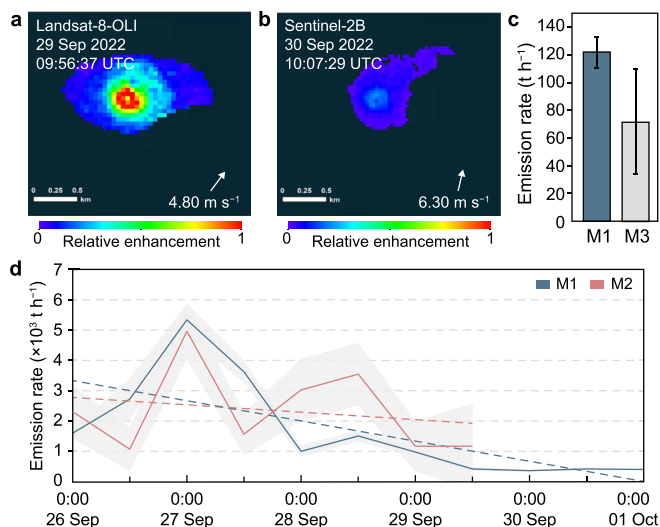 a
Landsat-8-OLI
29 Sep 2022
09:56:37 UTC
0 0.25 0.5
km
4.80 m s⁻¹
0 1
Relative enhancement
b
Sentinel-2B
30 Sep 2022
10:07:29 UTC
0 0.25 0.5
km
6.30 m s⁻¹
0 1
Relative enhancement
c
Emission rate (t h⁻¹)
140
120
100
80
60
40
20
0
M1 M3
d
Emission rate (×10³ t h⁻¹)
7
6
5
4
3
2
1
0
M1 M2
0:00 0:00 0:00 0:00 0:00 0:00
26 Sep 27 Sep 28 Sep 29 Sep 30 Sep 01 Oct